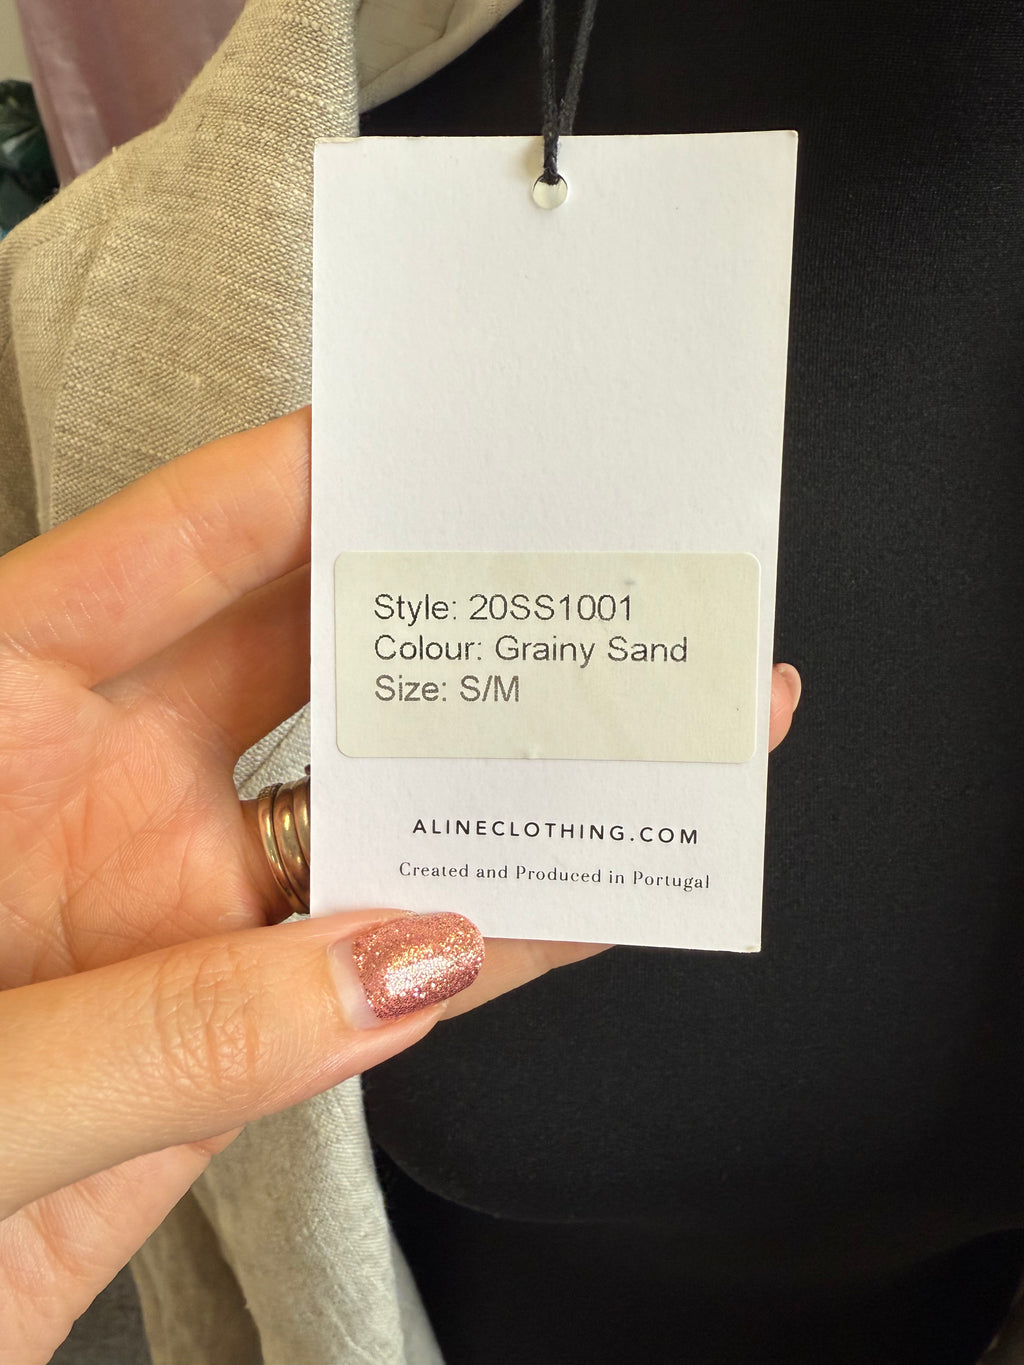 Style: 20SS1001
Colour: Grainy Sand
Size: S/M
ALINECLOTHING.COM
Created and Produced in Portugal